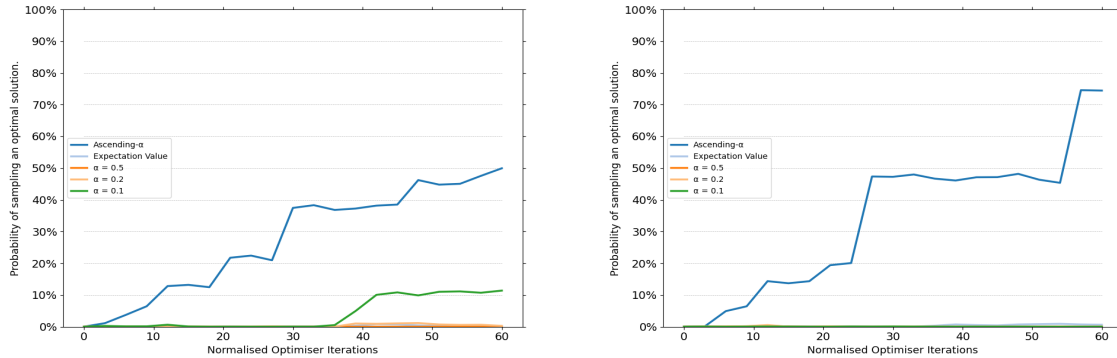 100%
90%
80%
70%
60%
50%
40%
30%
20%
10%
0%
Probability of sampling an optimal solution.
Ascending-α
Expectation Value
α = 0.5
α = 0.2
α = 0.1
0 10 20 30 40 50 60
Normalised Optimiser Iterations
100%
90%
80%
70%
60%
50%
40%
30%
20%
10%
0%
Probability of sampling an optimal solution.
Ascending-α
Expectation Value
α = 0.5
α = 0.2
α = 0.1
0 10 20 30 40 50 60
Normalised Optimiser Iterations